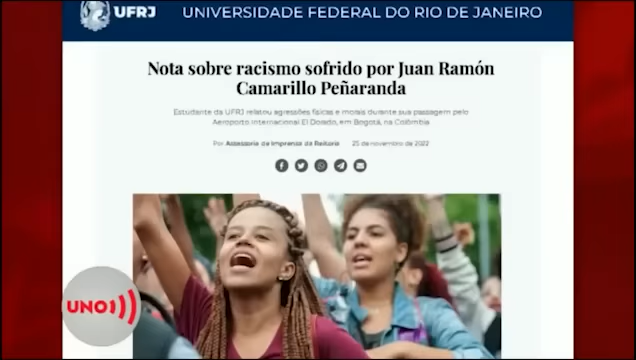 UFRJ UNIVERSIDADE FEDERAL DO RIO DE JANEIRO
Nota sobre racismo sofrido por Juan Ramón
Camarillo Peñaranda
Estudante da UFRJ relatou agressões físicas e morais durante sua passagem pelo
Aeroporto Internacional El Dorado, em Bogotá, na Colômbia
Por Assessoria de Imprensa da Reitoria 25 de novembro de 2022
UNO